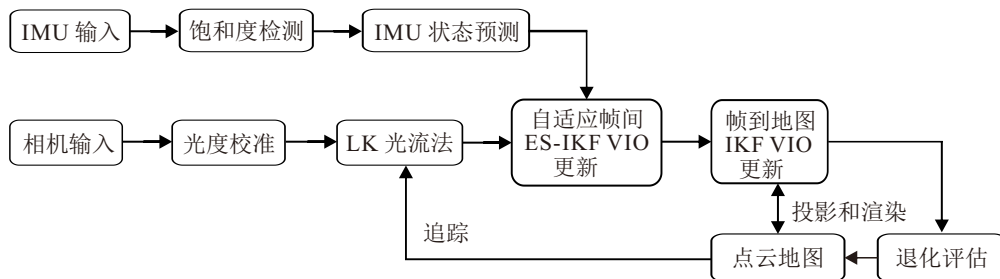 IMU 输入
饱和度检测
IMU 状态预测
相机输入
光度校准
LK 光流法
自适应帧间
ES-IKF VIO
更新
帧到地图
IKF VIO
更新
追踪
投影和渲染
点云地图
退化评估